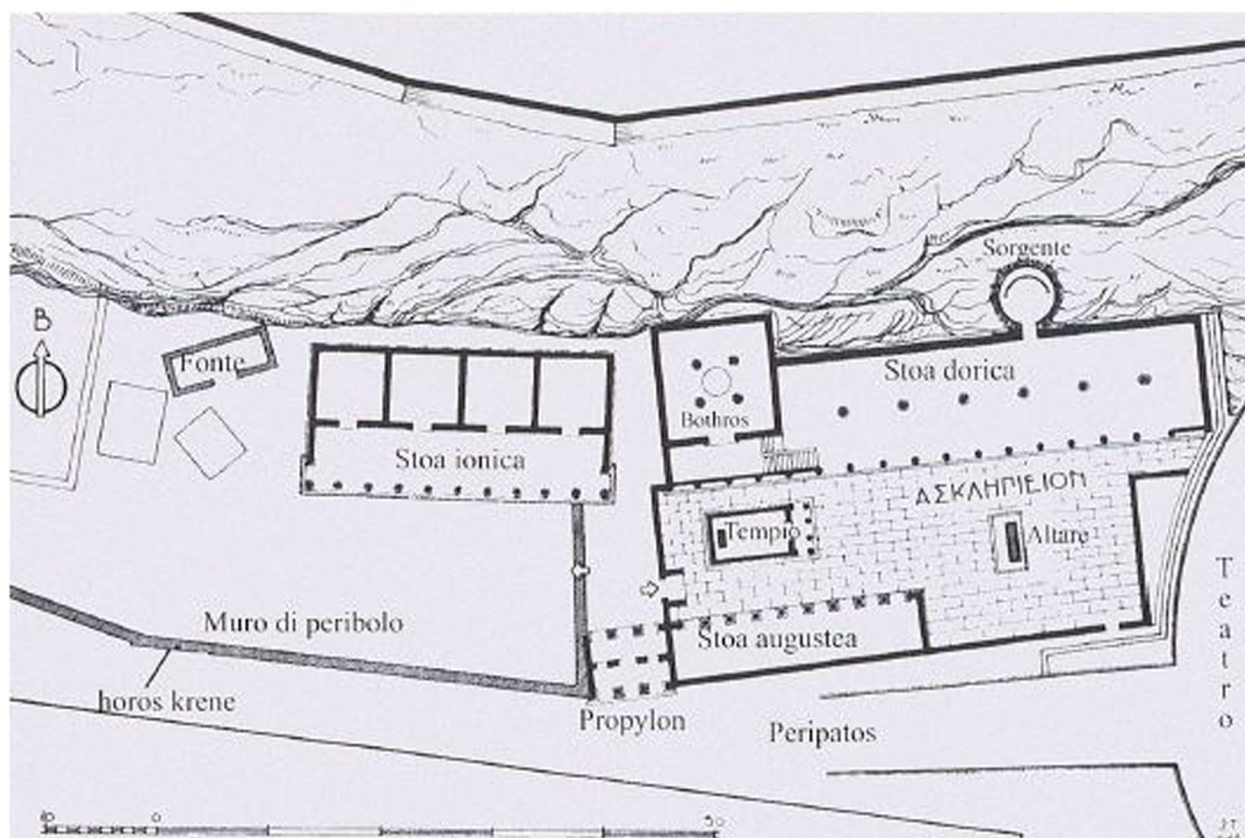 Sorgente
B
Fonte
Stoa dorica
Bothros
Stoa ionica
ΑΣΚΛΗΠΙΕΙΟΝ
Tempio
Altare
Teatro
Muro di peribolo
Stoa augustea
horos krene
Propylon
Peripatos
10 0 50